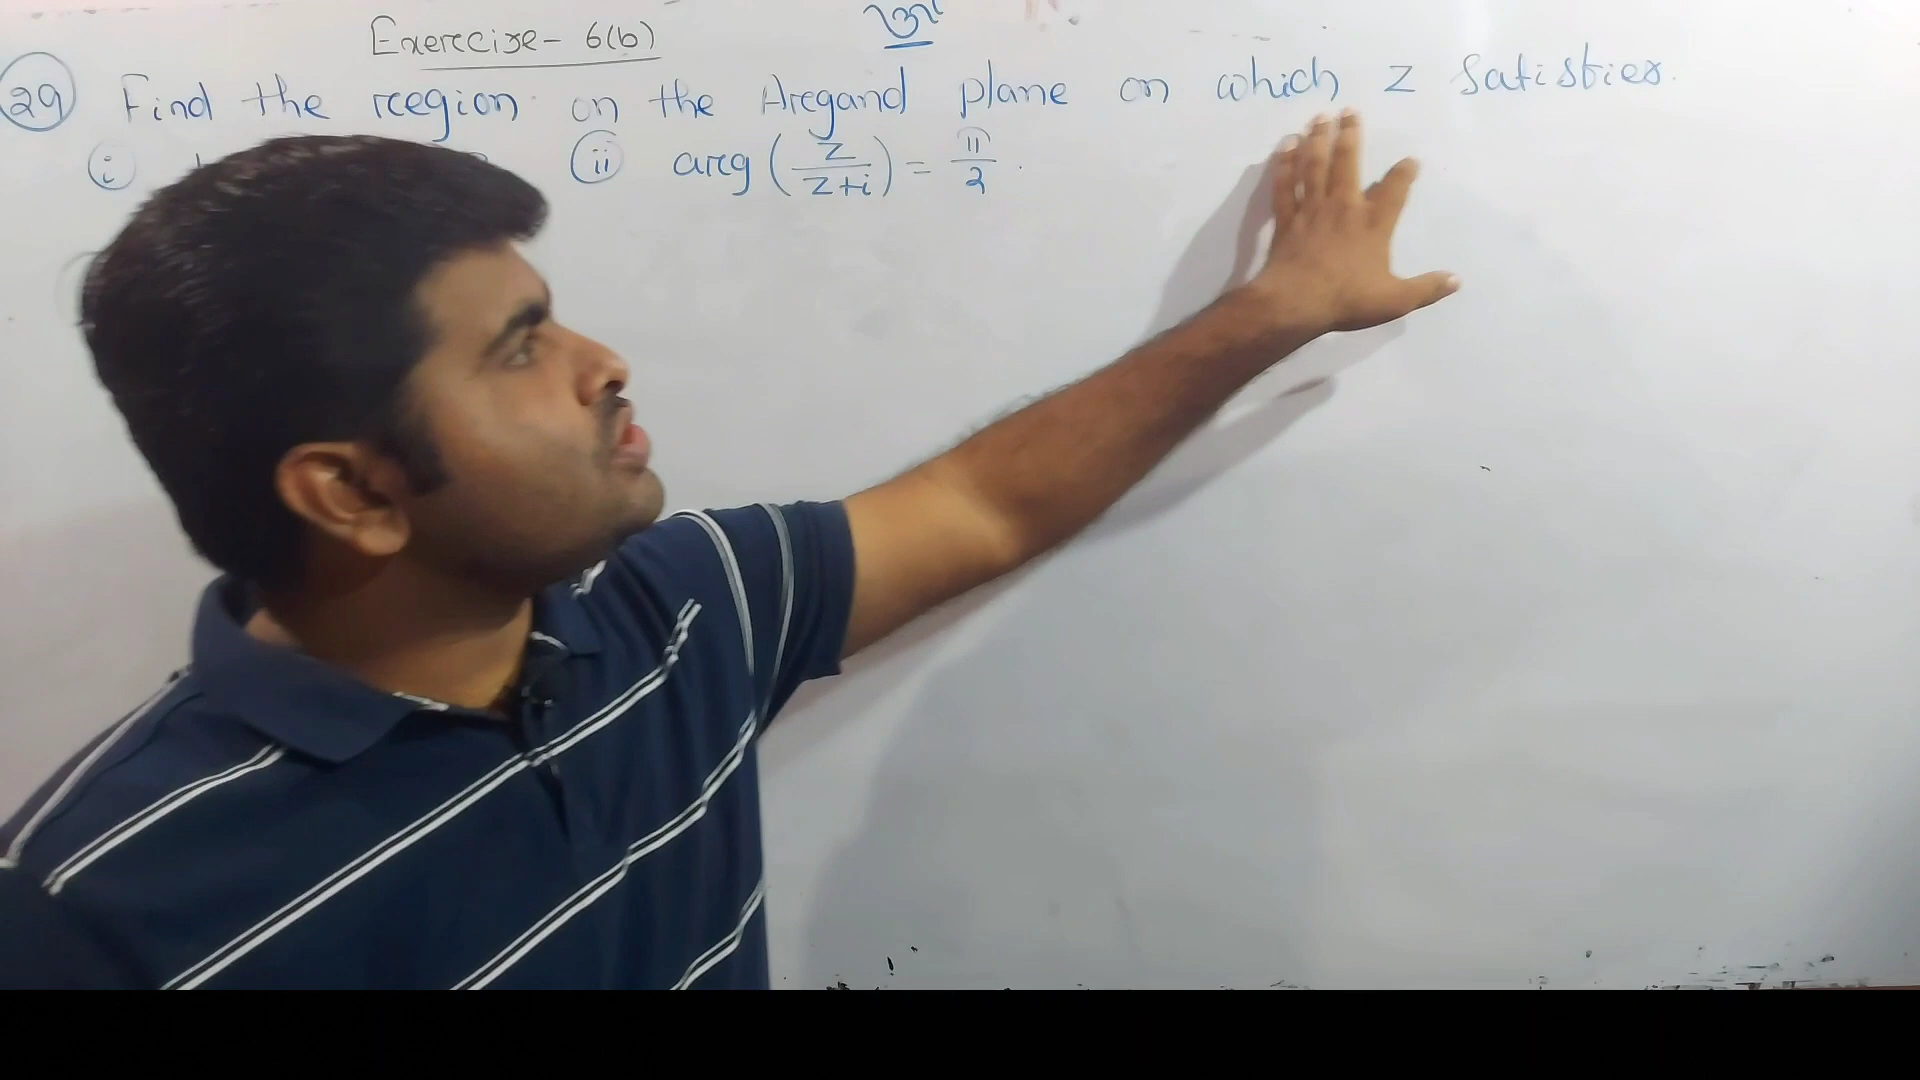 Exercise - 6(b)
29 Find the region on the Argand plane on which z satisfies.
i ii arg (z/z+i) = π/2.